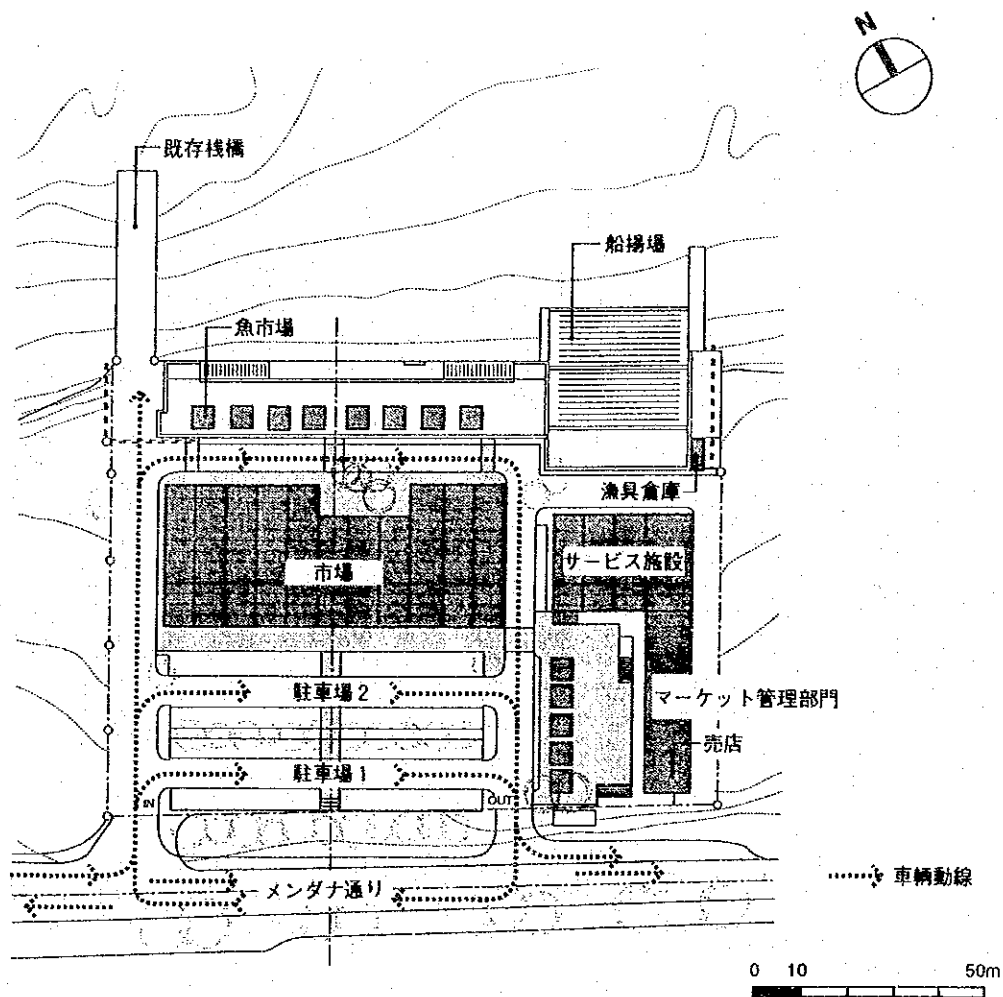 N
既存桟橋
船揚場
魚市場
漁具倉庫
サービス施設
市場
駐車場2
マーケット管理部門
売店
駐車場1
IN
OUT
メンダナ通り
車輌動線
0 10 50m